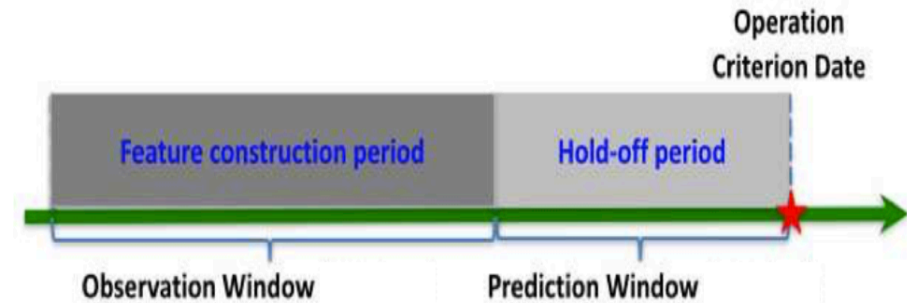 Operation
Criterion Date
Feature construction period
Hold-off period
Observation Window
Prediction Window